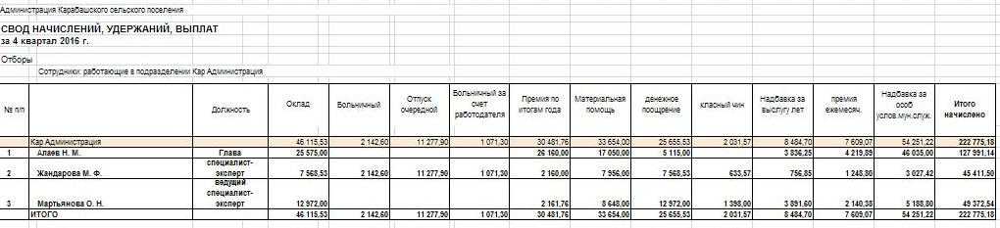 Администрация Карабашского сельского поселения
СВОД НАЧИСЛЕНИЙ, УДЕРЖАНИЙ, ВЫПЛАТ
за 4 квартал 2016 г.
Отборы
Сотрудники: работающие в подразделении Кар Администрация
№ п/п Должность Оклад Больничный Отпуск очередной Больничный за счет работодателя Премия по итогам года Материальная помощь денежное поощрение класный чин Надбавка за выслугу лет премия ежемесяч. Надбавка за особ услов.мун.служ. Итого начислено
Кар Администрация 46 115,53 2 142,60 11 277,90 1 071,30 30 481,76 33 654,00 25 655,53 2 031,57 8 484,70 7 609,07 54 251,22 222 775,18
1 Алаев Н. М. Глава 25 575,00 26 160,00 17 050,00 5 115,00 3 836,25 4 219,89 46 035,00 127 991,14
2 Жандарова М. Ф. специалист-эксперт 7 568,53 2 142,60 11 277,90 1 071,30 2 160,00 7 956,00 7 568,53 633,57 756,85 1 248,80 3 027,42 45 411,50
3 Мартьянова О. Н. ведущий специалист-эксперт 12 972,00 2 161,76 8 648,00 12 972,00 1 398,00 3 891,60 2 140,38 5 188,80 49 372,54
ИТОГО 46 115,53 2 142,60 11 277,90 1 071,30 30 481,76 33 654,00 25 655,53 2 031,57 8 484,70 7 609,07 54 251,22 222 775,18